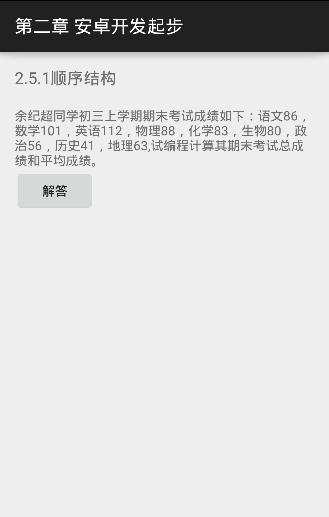 第二章 安卓开发起步
2.5.1顺序结构
余纪超同学初三上学期期末考试成绩如下：语文86，
数学101，英语112，物理88，化学83，生物80，政
治56，历史41，地理63,试编程计算其期末考试总成
绩和平均成绩。
解答